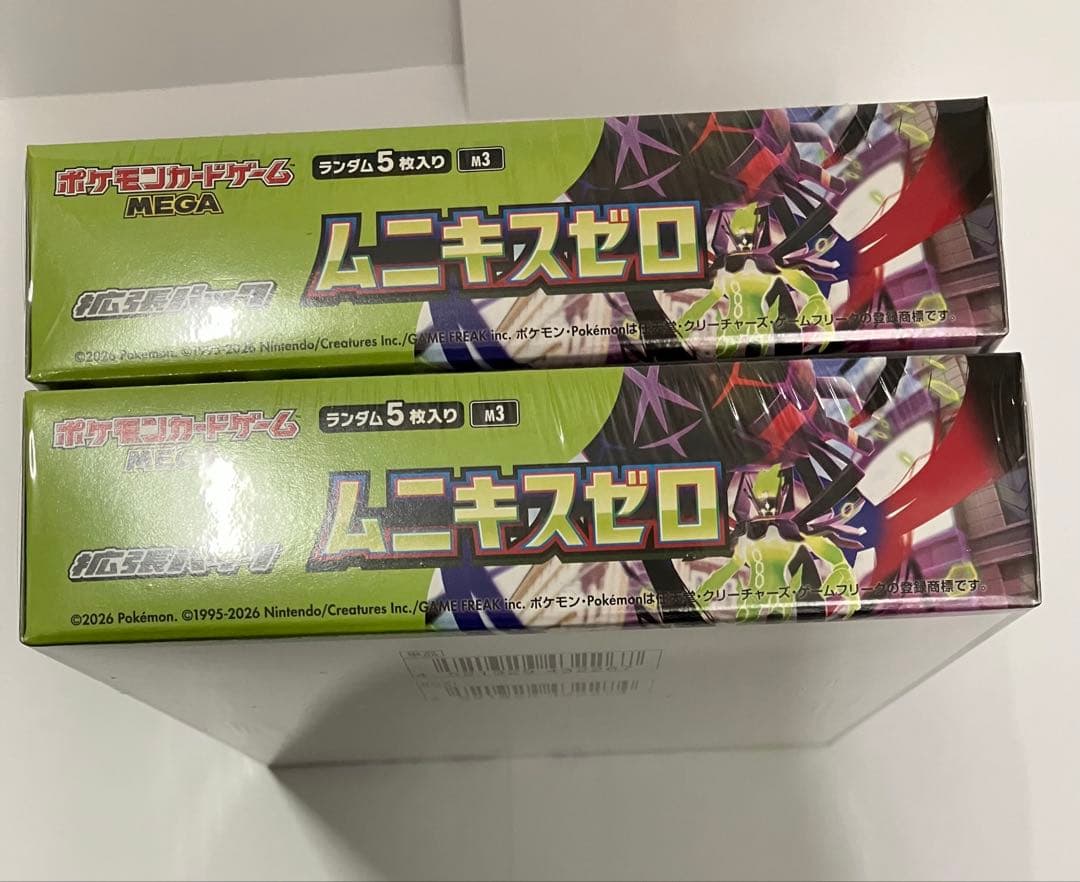 ポケモンカードゲーム
MEGA
ランダム5枚入り
M3
ムニキスゼロ
拡張パック
©2026 Pokémon. ©1995-2026 Nintendo/Creatures Inc./GAME FREAK inc. ポケモン・Pokémonは任天堂・クリーチャーズ・ゲームフリークの登録商標です。
ポケモンカードゲーム
MEGA
ランダム5枚入り
M3
ムニキスゼロ
拡張パック
©2026 Pokémon. ©1995-2026 Nintendo/Creatures Inc./GAME FREAK inc. ポケモン・Pokémonは任天堂・クリーチャーズ・ゲームフリークの登録商標です。